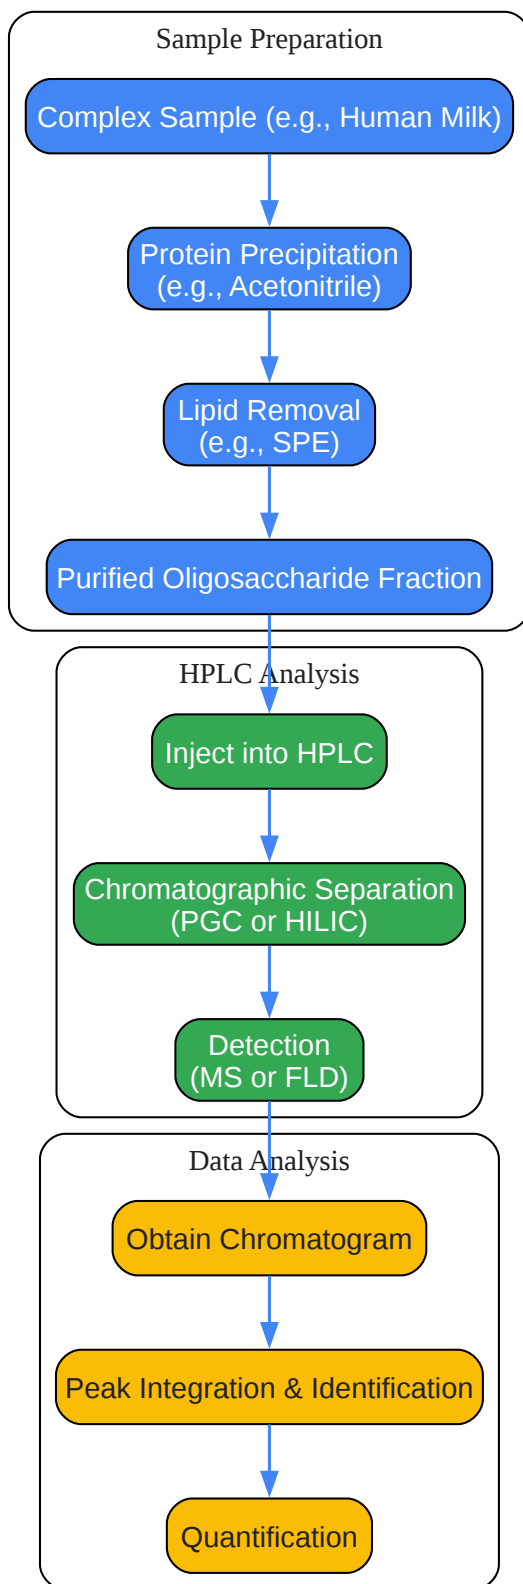 Sample Preparation
Complex Sample (e.g., Human Milk)
Protein Precipitation
(e.g., Acetonitrile)
Lipid Removal
(e.g., SPE)
Purified Oligosaccharide Fraction
HPLC Analysis
Inject into HPLC
Chromatographic Separation
(PGC or HILIC)
Detection
(MS or FLD)
Data Analysis
Obtain Chromatogram
Peak Integration & Identification
Quantification